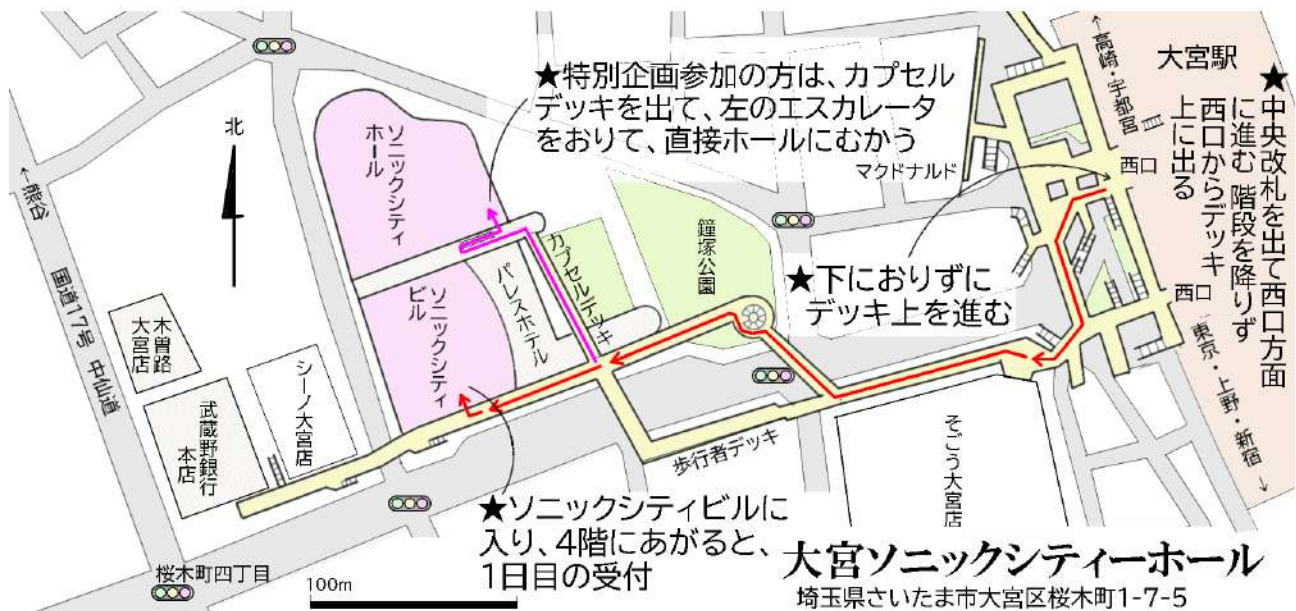 ★特別企画参加の方は、カプセル
デッキを出て、左のエスカレータ
をおりて、直接ホールにむかう
北
←熊谷
国道17号 中仙道
ソニックシティ
ホール
ソニックシティ
ビル
パレスホテル
カプセルデッキ
鐘塚公園
マクドナルド
←高崎・宇都宮
大宮駅
★中央改札を出て西口方面
に進む 階段を降りず
西口からデッキ
上に出る
西口
西口
東京・上野・新宿→
★下におりずに
デッキ上を進む
木曽路
大宮店
シーノ大宮店
武蔵野銀行
本店
歩行者デッキ
そごう大宮店
★ソニックシティビルに
入り、4階にあがると、
1日目の受付
桜木町四丁目
100m
大宮ソニックシティーホール
埼玉県さいたま市大宮区桜木町1-7-5